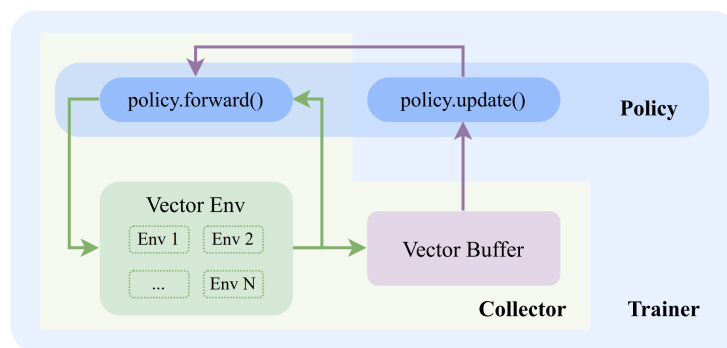 policy.forward()
policy.update()
Policy
Vector Env
Env 1
Env 2
...
Env N
Vector Buffer
Collector
Trainer